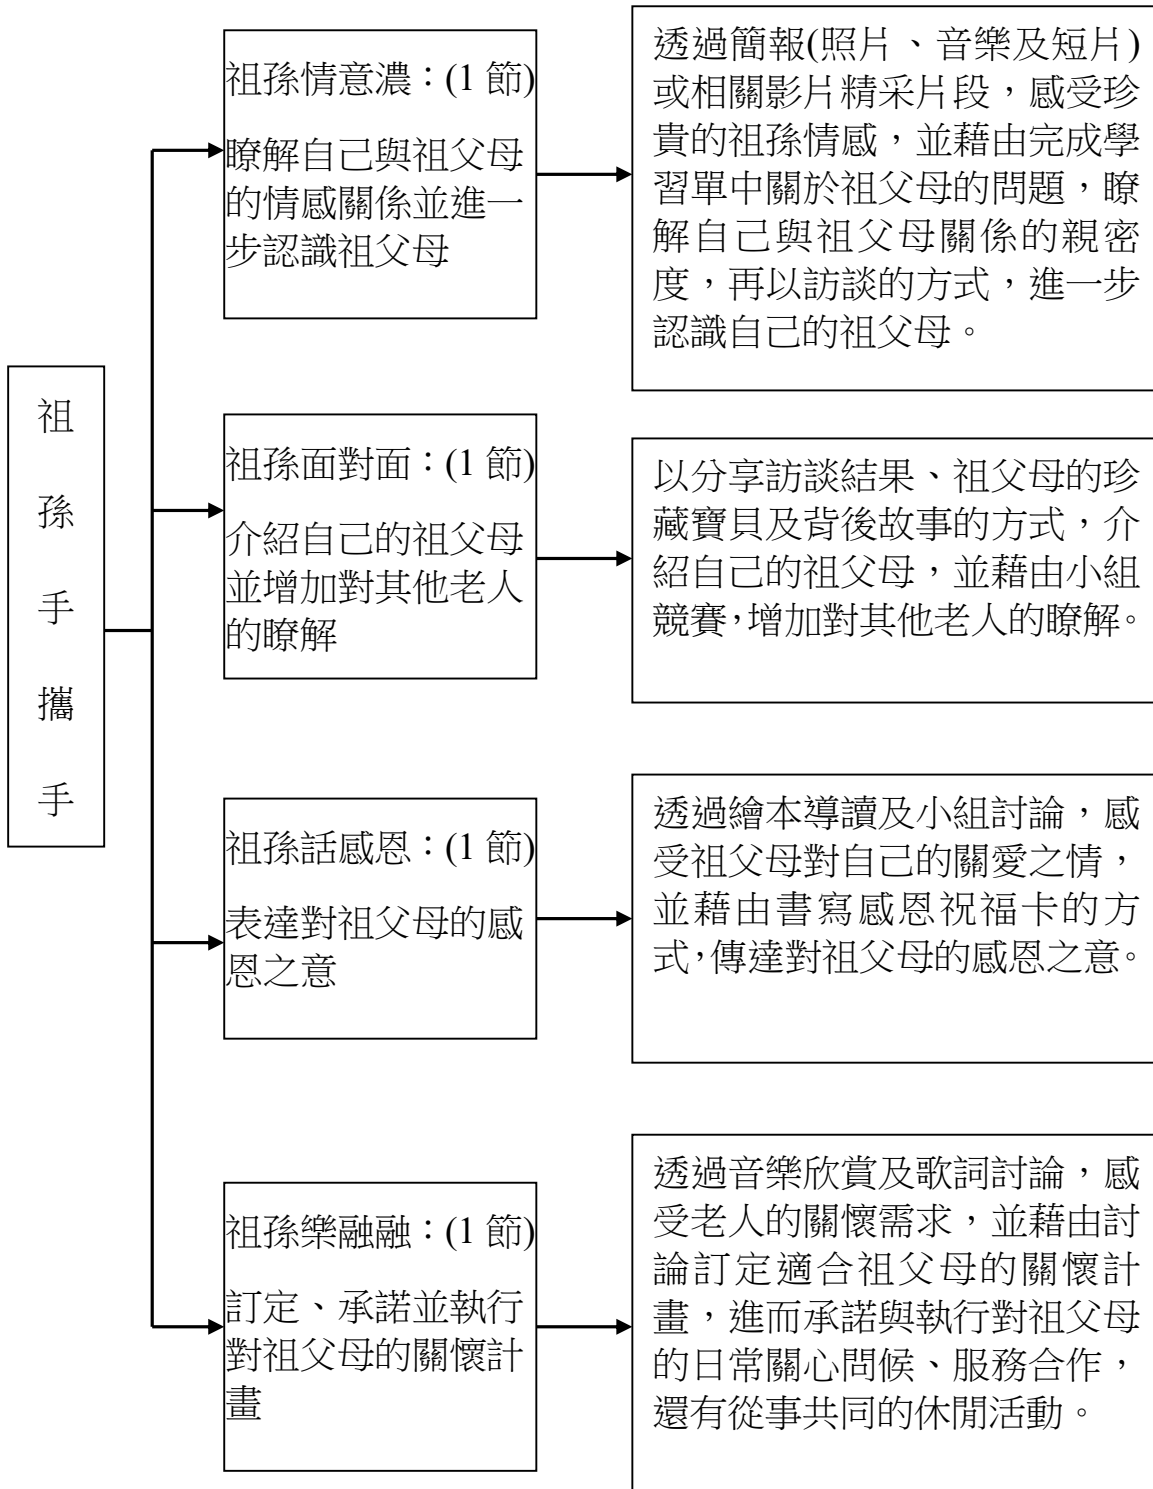 祖孫手攜手
祖孫情意濃：(1 節)
瞭解自己與祖父母
的情感關係並進一
步認識祖父母
透過簡報(照片、音樂及短片)
或相關影片精采片段，感受珍
貴的祖孫情感，並藉由完成學
習單中關於祖父母的問題，瞭
解自己與祖父母關係的親密
度，再以訪談的方式，進一步
認識自己的祖父母。
祖孫面對面：(1 節)
介紹自己的祖父母
並增加對其他老人
的瞭解
以分享訪談結果、祖父母的珍
藏寶貝及背後故事的方式，介
紹自己的祖父母，並藉由小組
競賽，增加對其他老人的瞭解。
祖孫話感恩：(1 節)
表達對祖父母的感
恩之意
透過繪本導讀及小組討論，感
受祖父母對自己的關愛之情，
並藉由書寫感恩祝福卡的方
式，傳達對祖父母的感恩之意。
祖孫樂融融：(1 節)
訂定、承諾並執行
對祖父母的關懷計
畫
透過音樂欣賞及歌詞討論，感
受老人的關懷需求，並藉由討
論訂定適合祖父母的關懷計
畫，進而承諾與執行對祖父母
的日常關心問候、服務合作，
還有從事共同的休閒活動。